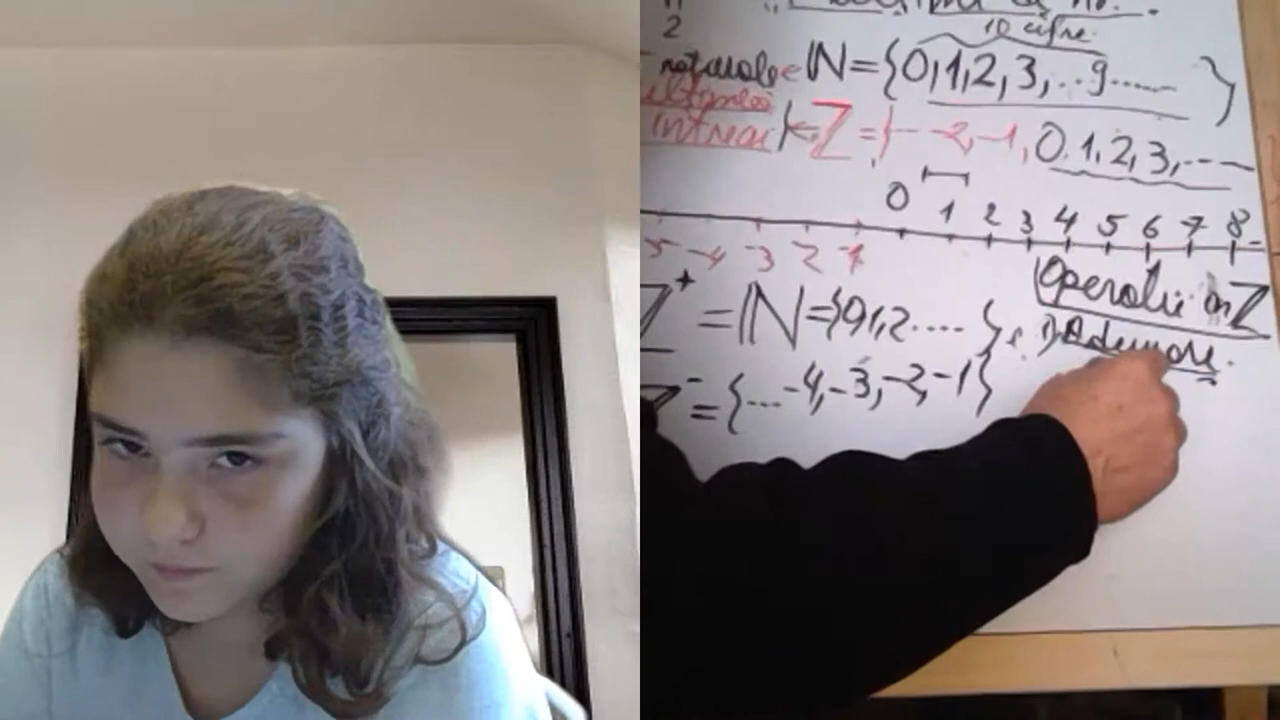 2
10 cifre.
naturale ℕ={0,1,2,3,..9......}
intregi Z={-- -2,-1,0,1,2,3,----
0 1 2 3 4 5 6 7 8
5 -4 3 2 1
Operatii in Z
Z⁺ =ℕ={0,1,2....}
1) Adunare.
Z⁻={...-4,-3,-2,-1}